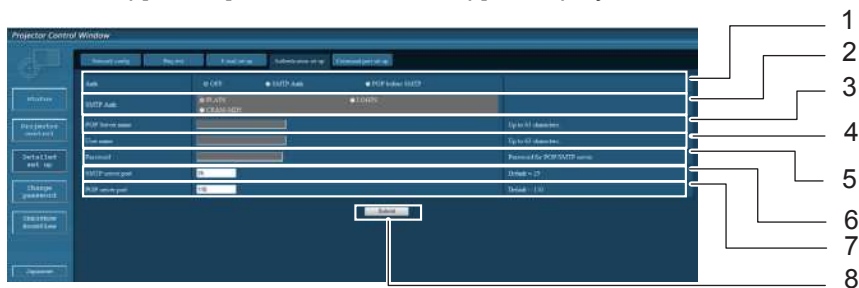 Projector Control Window
Network config Ping test E-mail set up Authentication set up Command port set up
Auth OFF SMTP Auth POP before SMTP
SMTP Auth PLAIN LOGIN
CRAM-MD5
POP Server name Up to 63 characters
User name Up to 63 characters
Password Password for POP/SMTP server
SMTP server port 25 Default = 25
POP server port 110 Default = 110
Submit
Status
Projector control
Detailed set up
Change password
Japanese
1
2
3
4
5
6
7
8